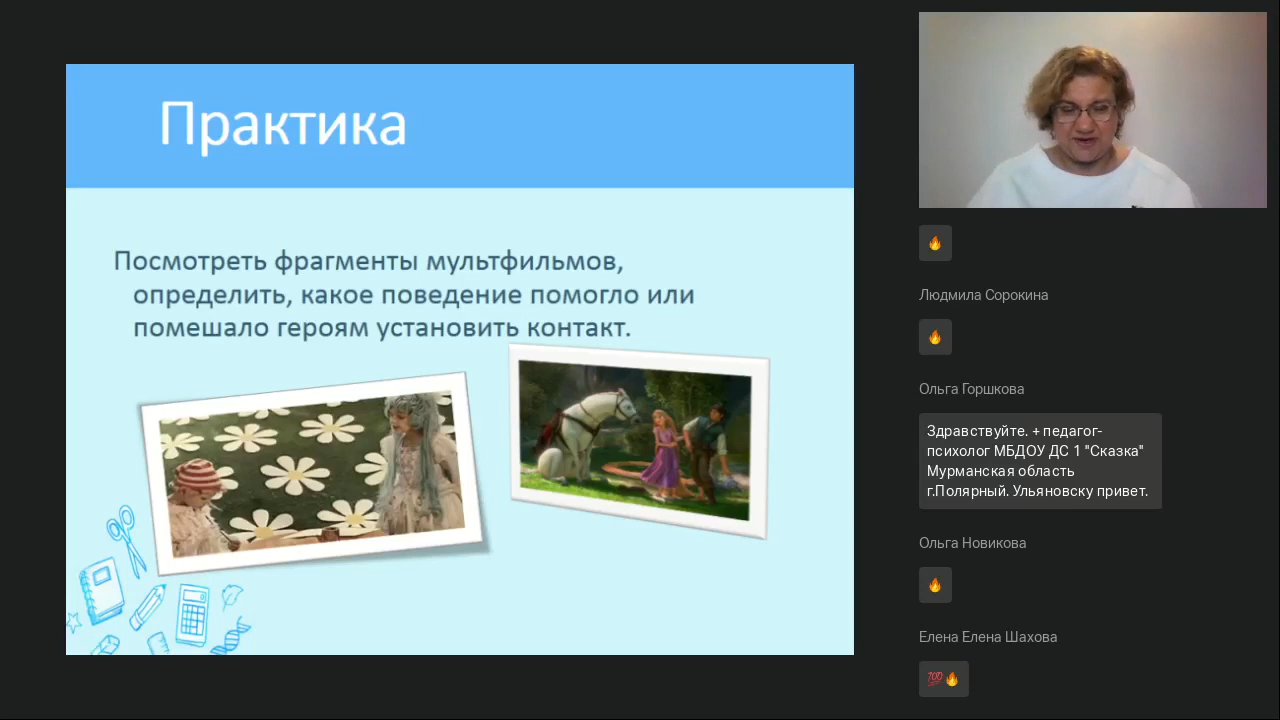 Практика
Посмотреть фрагменты мультфильмов,
определить, какое поведение помогло или
помешало героям установить контакт.
🔥
Людмила Сорокина
🔥
Ольга Горшкова
Здравствуйте. + педагог-
психолог МБДОУ ДС 1 "Сказка"
Мурманская область
г.Полярный. Ульяновску привет.
Ольга Новикова
🔥
Елена Елена Шахова
💯🔥